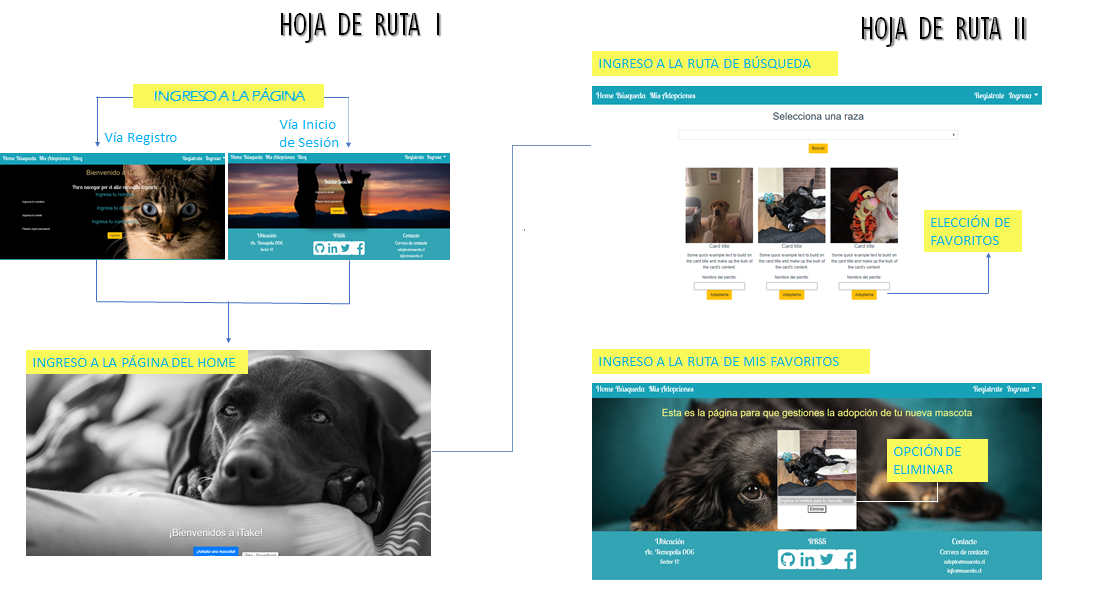 HOJA DE RUTA I
INGRESO A LA PÁGINA
Vía Registro
Vía Inicio
de Sesión
Home Búsqueda Mis Adopciones Blog
Regístrate Ingresa
Bienvenido a iTake
Para navegar por el sitio necesitas ingresar
Ingresa tu nombre
Ingresa tu email
Home Búsqueda Mis Adopciones Blog
Regístrate Ingresa
Iniciar Sesión
Ingresa tu email
Ubicación
Av. Tecnopolis 006
Sector 12
RRSS
Contacto
Correo de contacto
adopta@mascota.cl
info@mascota.cl
INGRESO A LA PÁGINA DEL HOME
¡Bienvenidos a iTake!
¡Adopta una mascota!
HOJA DE RUTA II
INGRESO A LA RUTA DE BÚSQUEDA
Home Búsqueda Mis Adopciones
Regístrate Ingresa
Selecciona una raza
Buscar
Card title
Some quick example text to build on
the card title and make up the bulk of
the card's content.
Nombre del perrito:
Adoptame
Card title
Some quick example text to build on
the card title and make up the bulk of
the card's content.
Nombre del perrito:
Adoptame
Card title
Some quick example text to build on
the card title and make up the bulk of
the card's content.
Nombre del perrito:
Adoptame
ELECCIÓN DE
FAVORITOS
INGRESO A LA RUTA DE MIS FAVORITOS
Home Búsqueda Mis Adopciones
Regístrate Ingresa
Esta es la página para que gestiones la adopción de tu nueva mascota
Eliminar
OPCIÓN DE
ELIMINAR
Ubicación
Av. Tecnopolis 006
Sector 12
RRSS
Contacto
Correo de contacto
adopta@mascota.cl
info@mascota.cl